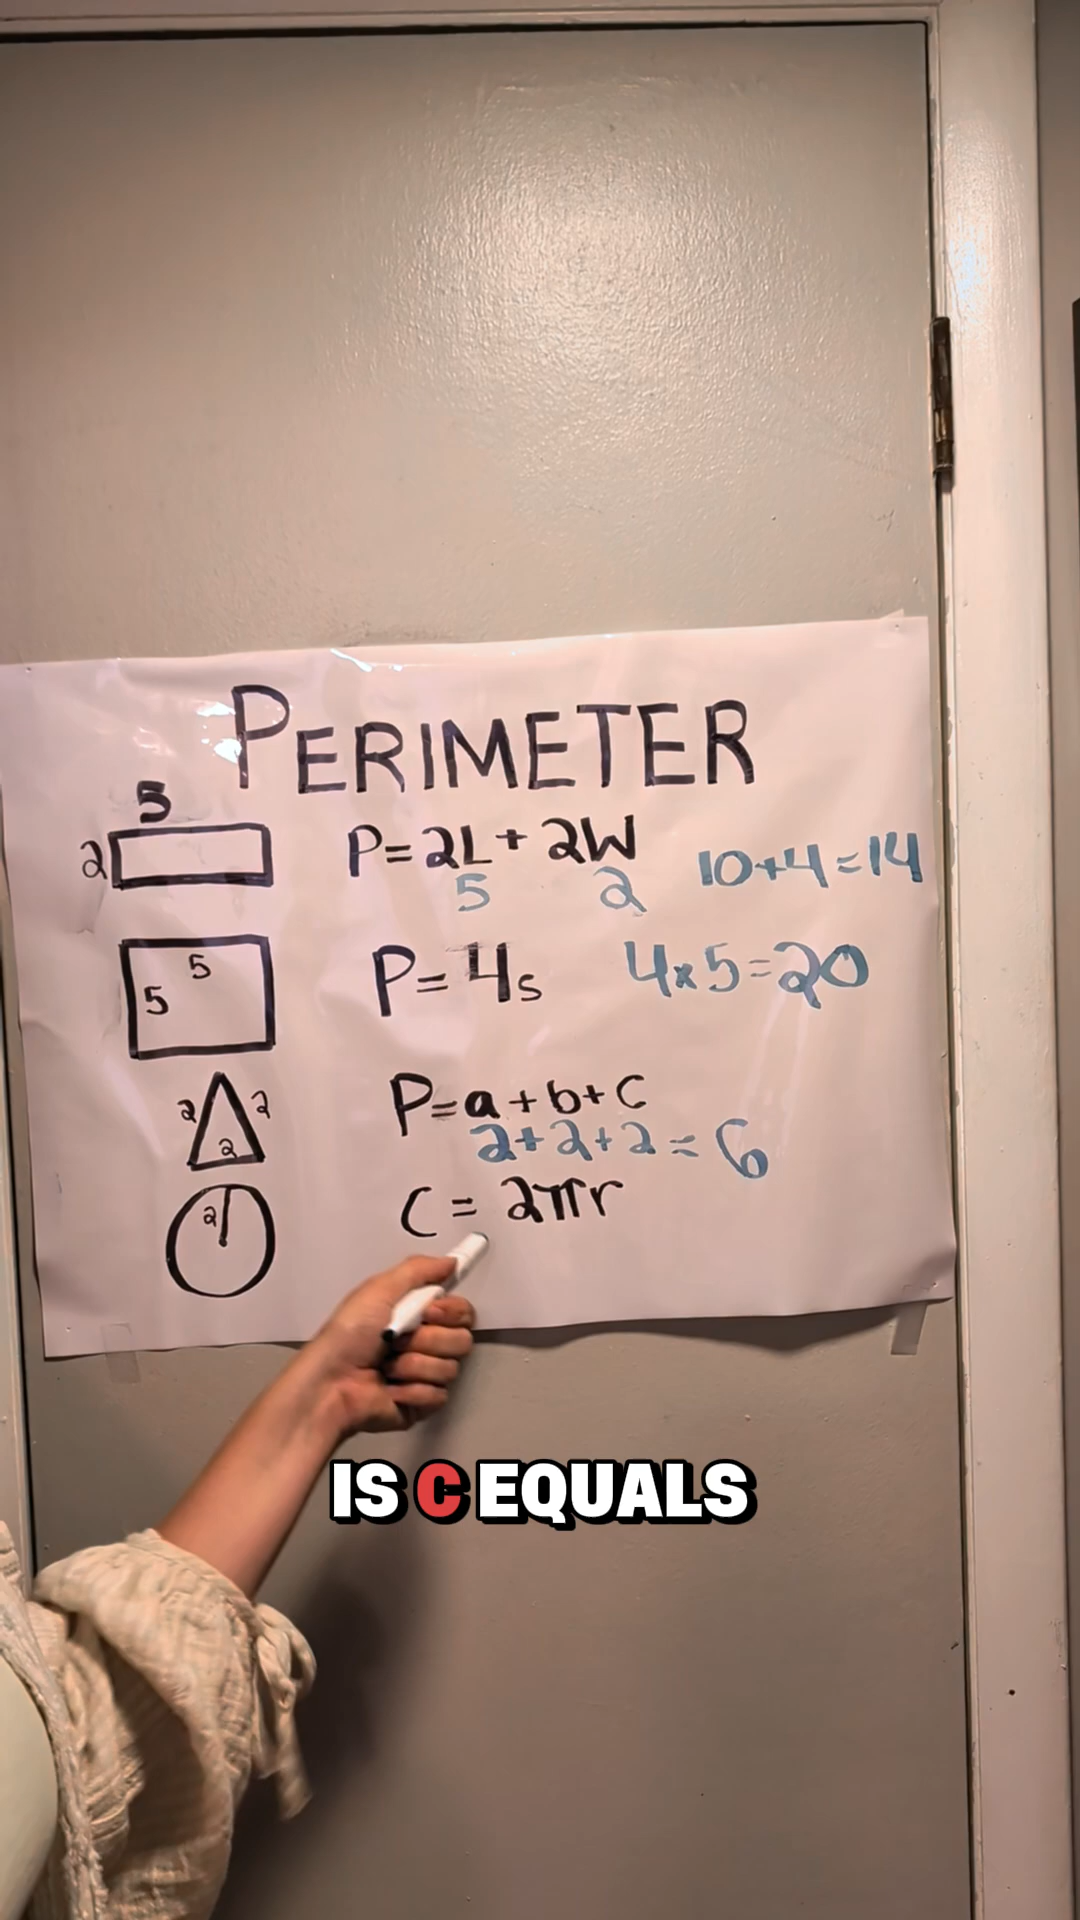 PERIMETER
5
2
P=2L+2W
10+4=14
5 2
5
5
P=4s
4x5=20
2 2
2
P=a+b+c
2+2+2=6
2
C=2πr
IS C EQUALS